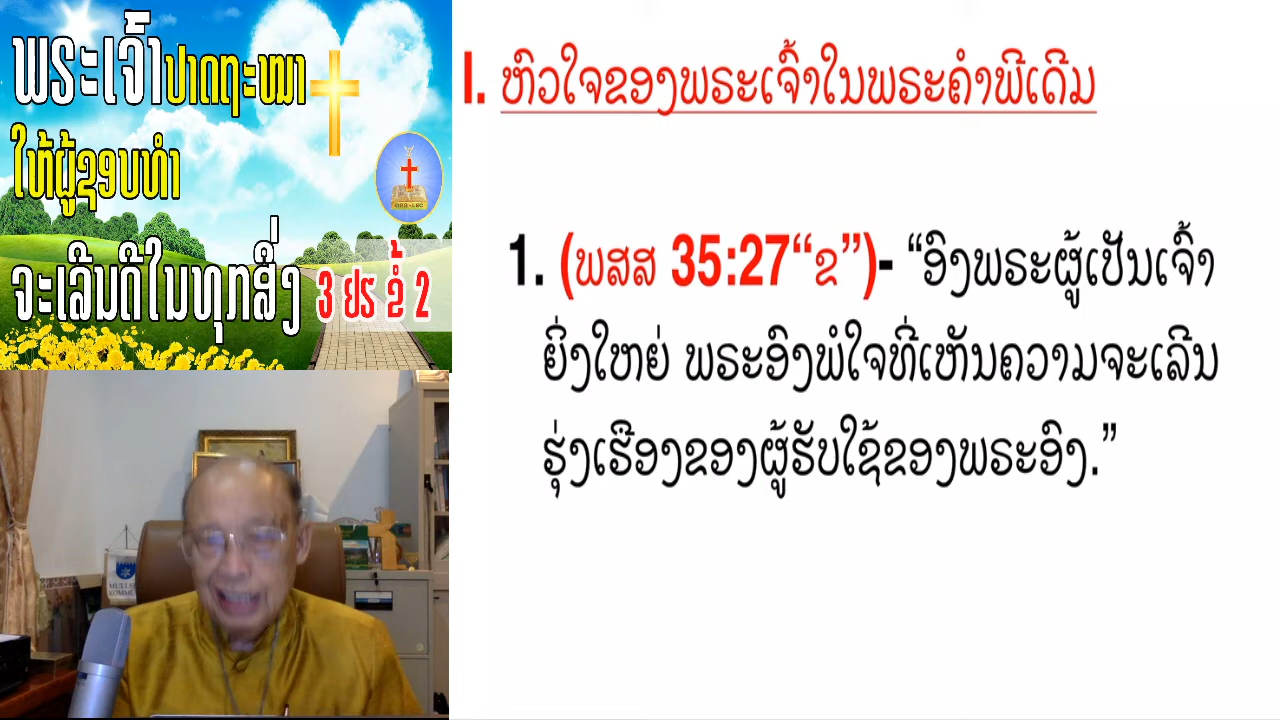 ພຣະເຈົ້າປາດຖະໜາ
ໃຫ້ຜູ້ຊອບທຳ
ຈະເລີນດີໃນທຸກສິ່ງ 3 ຢຮ ຂໍ້ 2
I. ຫົວໃຈຂອງພຣະເຈົ້າໃນພຣະຄຳພີເດີມ
1. (ພສສ 35:27“ຂ”)- “ອົງພຣະຜູ້ເປັນເຈົ້າ
ຍິ່ງໃຫຍ່ ພຣະອົງພໍໃຈທີ່ເຫັນຄວາມຈະເລີນ
ຮຸ່ງເຮືອງຂອງຜູ້ຮັບໃຊ້ຂອງພຣະອົງ.”